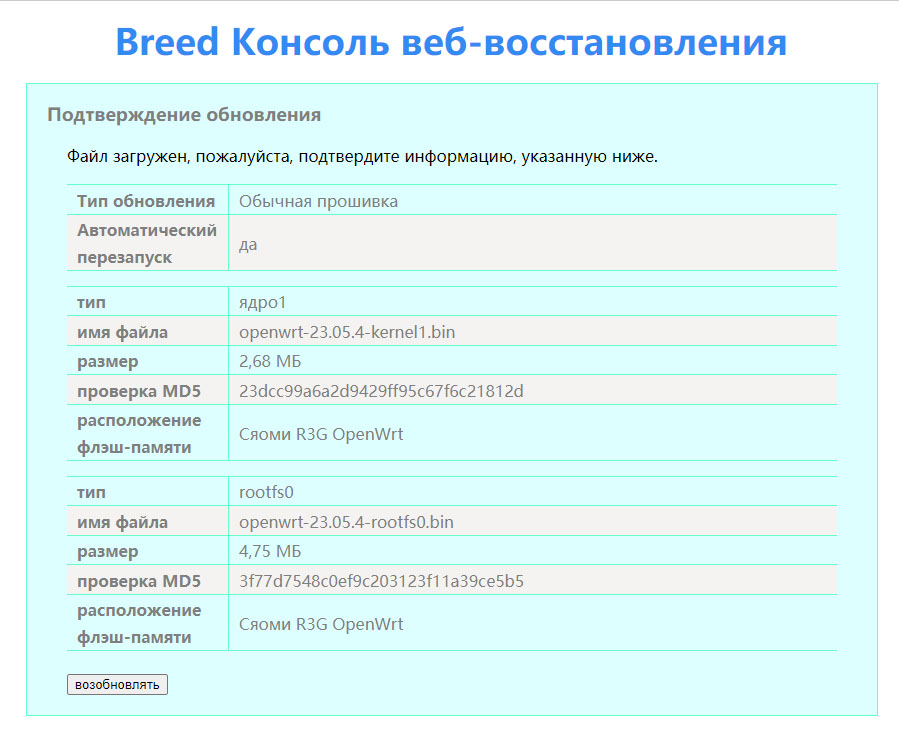 Breed Консоль веб-восстановления
Подтверждение обновления
Файл загружен, пожалуйста, подтвердите информацию, указанную ниже.
Тип обновления Обычная прошивка
Автоматический
перезапуск да
тип ядро1
имя файла openwrt-23.05.4-kernel1.bin
размер 2,68 МБ
проверка MD5 23dcc99a6a2d9429ff95c67f6c21812d
расположение
флэш-памяти Сяоми R3G OpenWrt
тип rootfs0
имя файла openwrt-23.05.4-rootfs0.bin
размер 4,75 МБ
проверка MD5 3f77d7548c0ef9c203123f11a39ce5b5
расположение
флэш-памяти Сяоми R3G OpenWrt
возобновлять